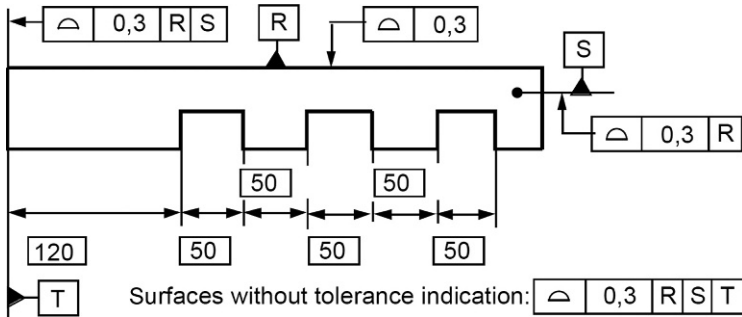 ⌓ 0,3 R S
R
⌓ 0,3
S
⌓ 0,3 R
50 50
120 50 50 50
T
Surfaces without tolerance indication: ⌓ 0,3 R S T